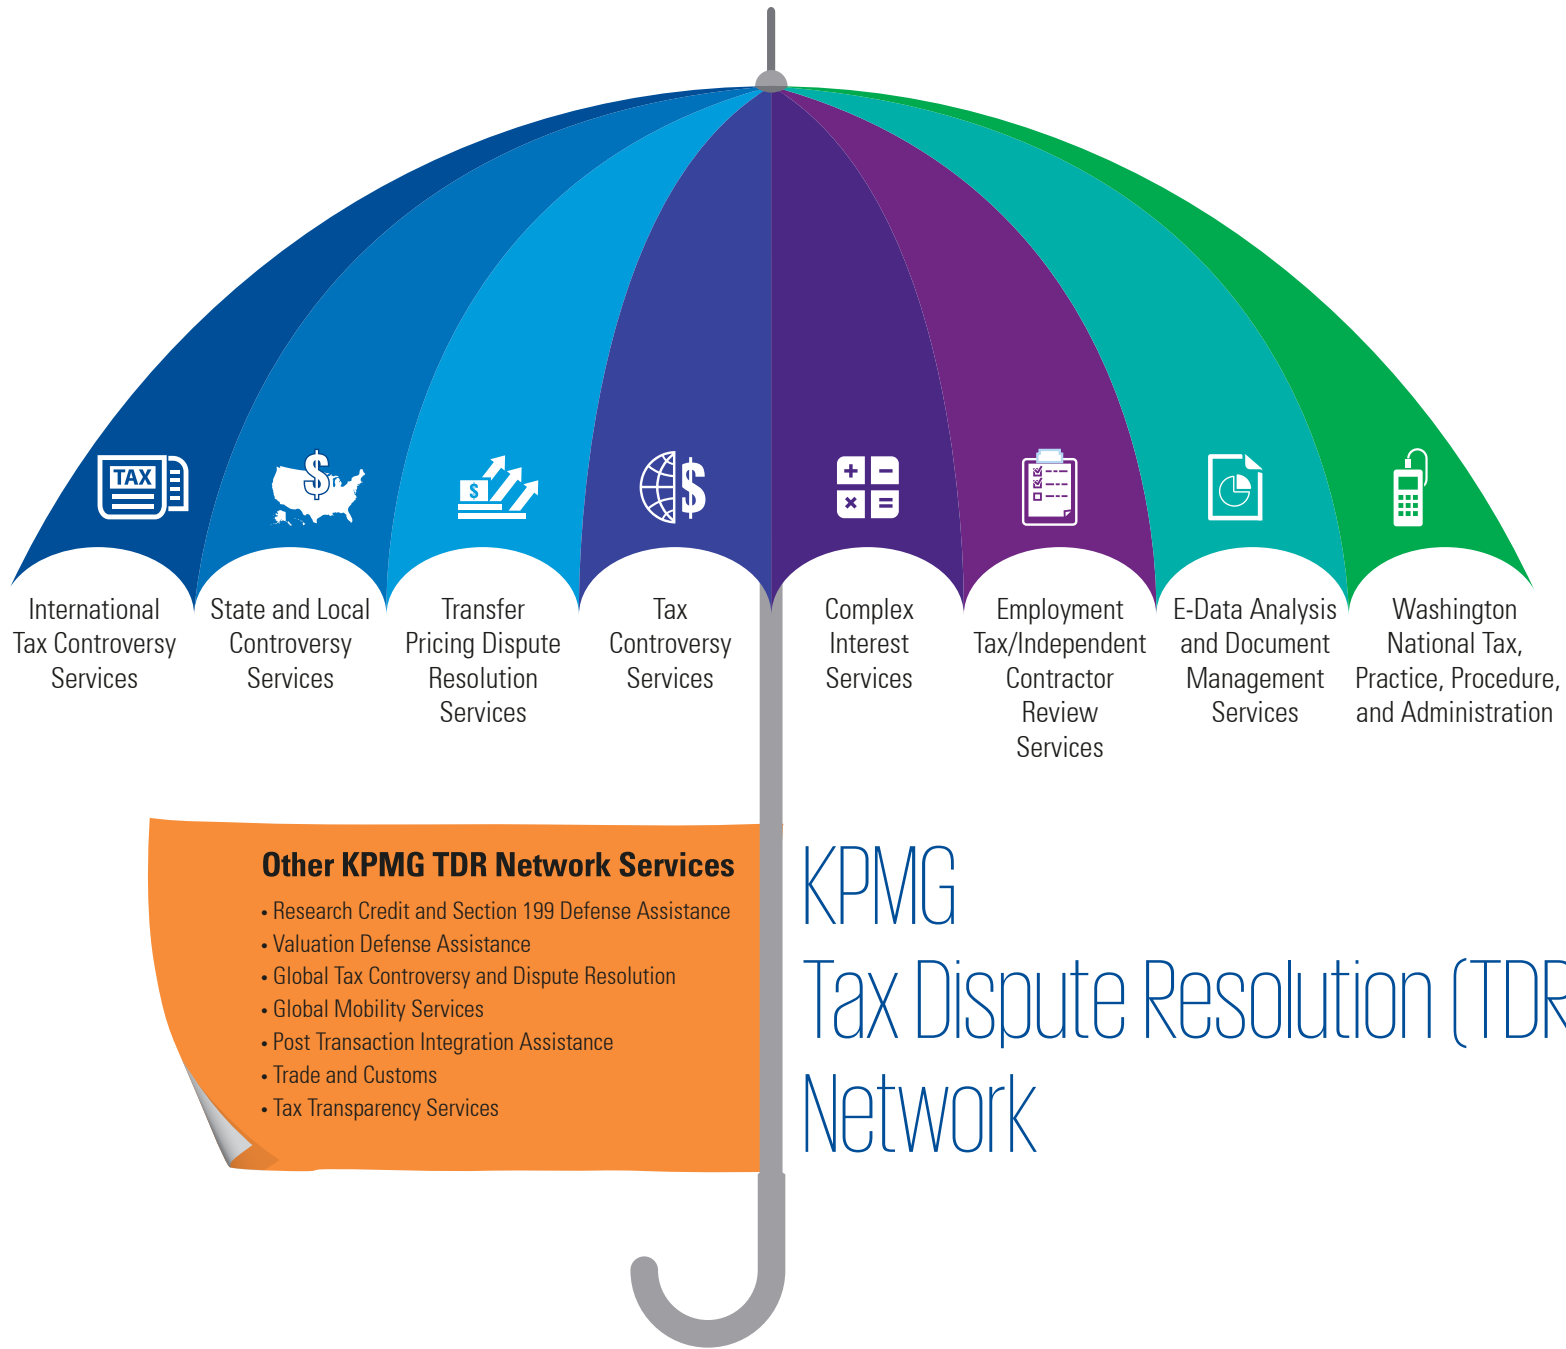 TAX
$
$
$
International
Tax Controversy
Services
State and Local
Controversy
Services
Transfer
Pricing Dispute
Resolution
Services
Tax
Controversy
Services
Complex
Interest
Services
Employment
Tax/Independent
Contractor
Review
Services
E-Data Analysis
and Document
Management
Services
Washington
National Tax,
Practice, Procedure,
and Administration
Other KPMG TDR Network Services
• Research Credit and Section 199 Defense Assistance
• Valuation Defense Assistance
• Global Tax Controversy and Dispute Resolution
• Global Mobility Services
• Post Transaction Integration Assistance
• Trade and Customs
• Tax Transparency Services
KPMG
Tax Dispute Resolution (TDR
Network